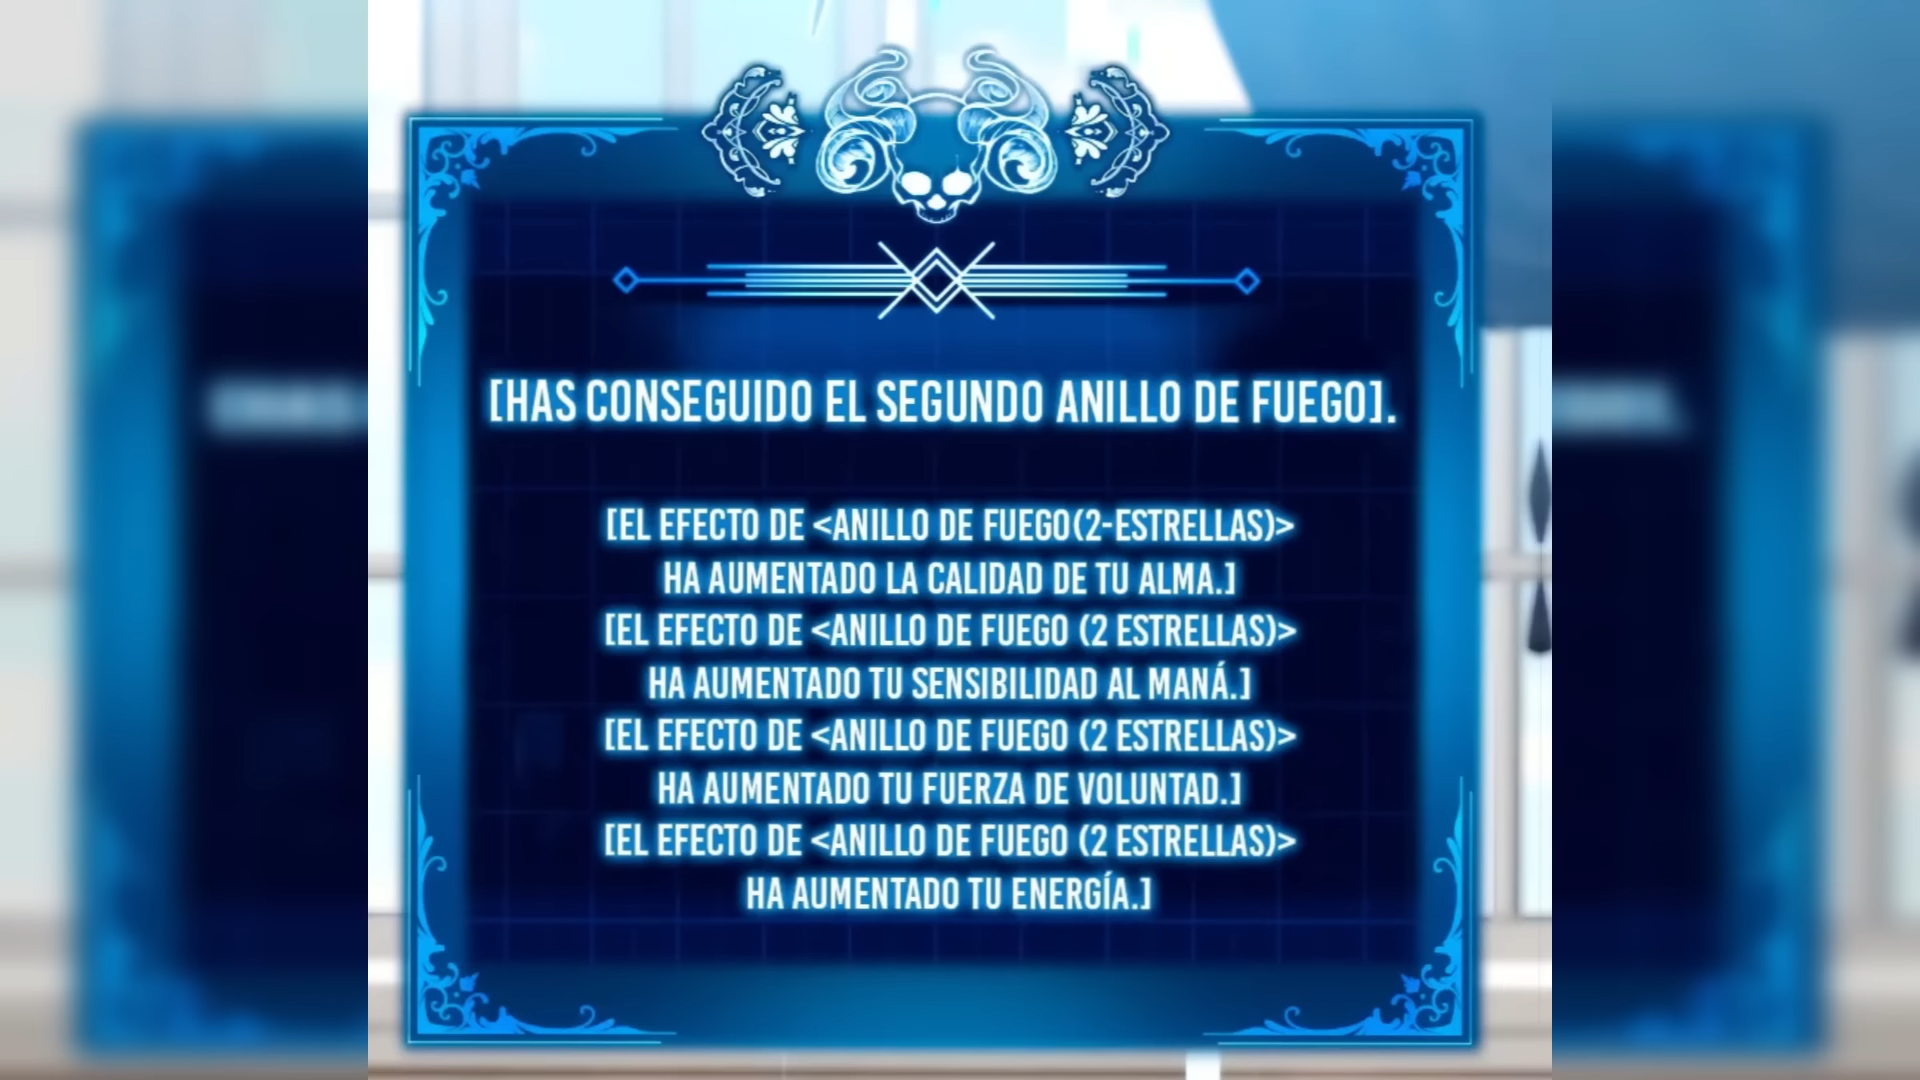 [HAS CONSEGUIDO EL SEGUNDO ANILLO DE FUEGO].
[EL EFECTO DE <ANILLO DE FUEGO(2-ESTRELLAS)>
HA AUMENTADO LA CALIDAD DE TU ALMA.]
[EL EFECTO DE <ANILLO DE FUEGO (2 ESTRELLAS)>
HA AUMENTADO TU SENSIBILIDAD AL MANÁ.]
[EL EFECTO DE <ANILLO DE FUEGO (2 ESTRELLAS)>
HA AUMENTADO TU FUERZA DE VOLUNTAD.]
[EL EFECTO DE <ANILLO DE FUEGO (2 ESTRELLAS)>
HA AUMENTADO TU ENERGÍA.]